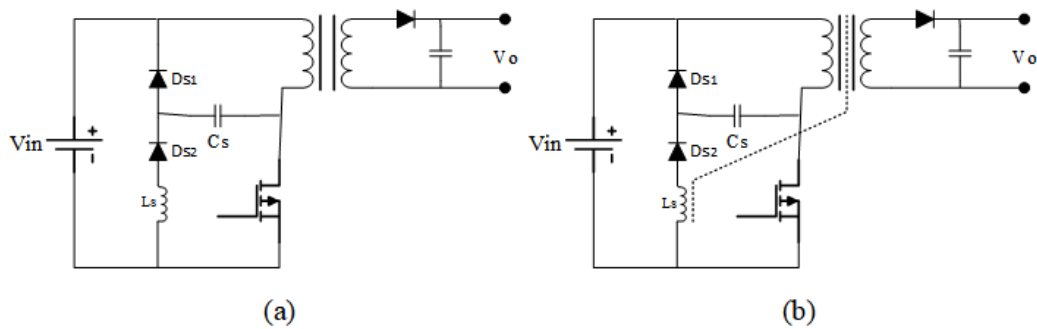 Vin
+
Ds1
Cs
Ds2
Ls
Vo
(a)
Vin
+
Ds1
Cs
Ds2
Ls
Vo
(b)